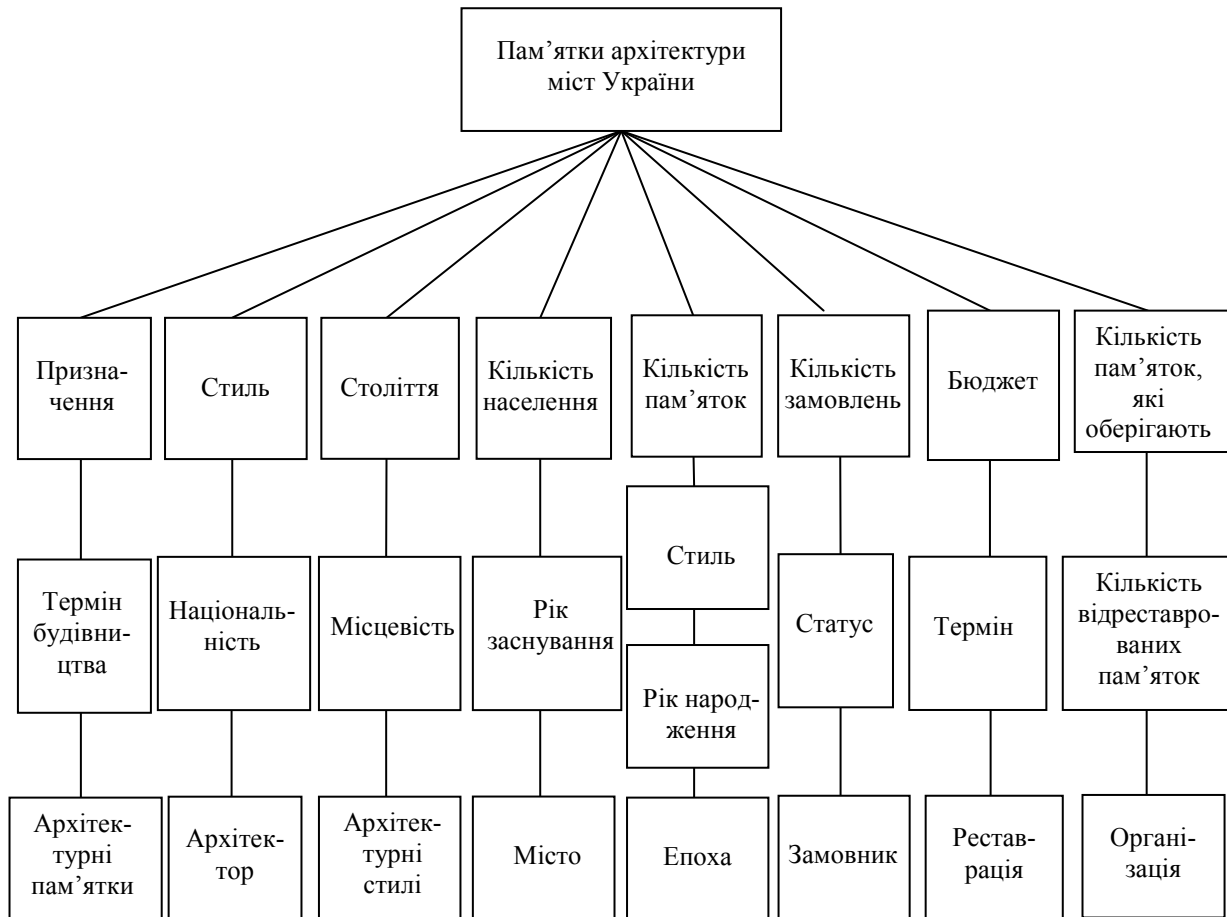 Пам’ятки архітектури
міст України
Призна-
чення
Стиль
Століття
Кількість
населення
Кількість
пам’яток
Кількість
замовлень
Бюджет
Кількість
пам’яток,
які
оберігають
Термін
будівни-
цтва
Національ-
ність
Місцевість
Рік
заснування
Стиль
Рік народ-
ження
Статус
Термін
Кількість
відреставро-
ваних
пам’яток
Архітек-
турні
пам’ятки
Архітек-
тор
Архітек-
турні
стилі
Місто
Епоха
Замовник
Рестав-
рація
Органі-
зація